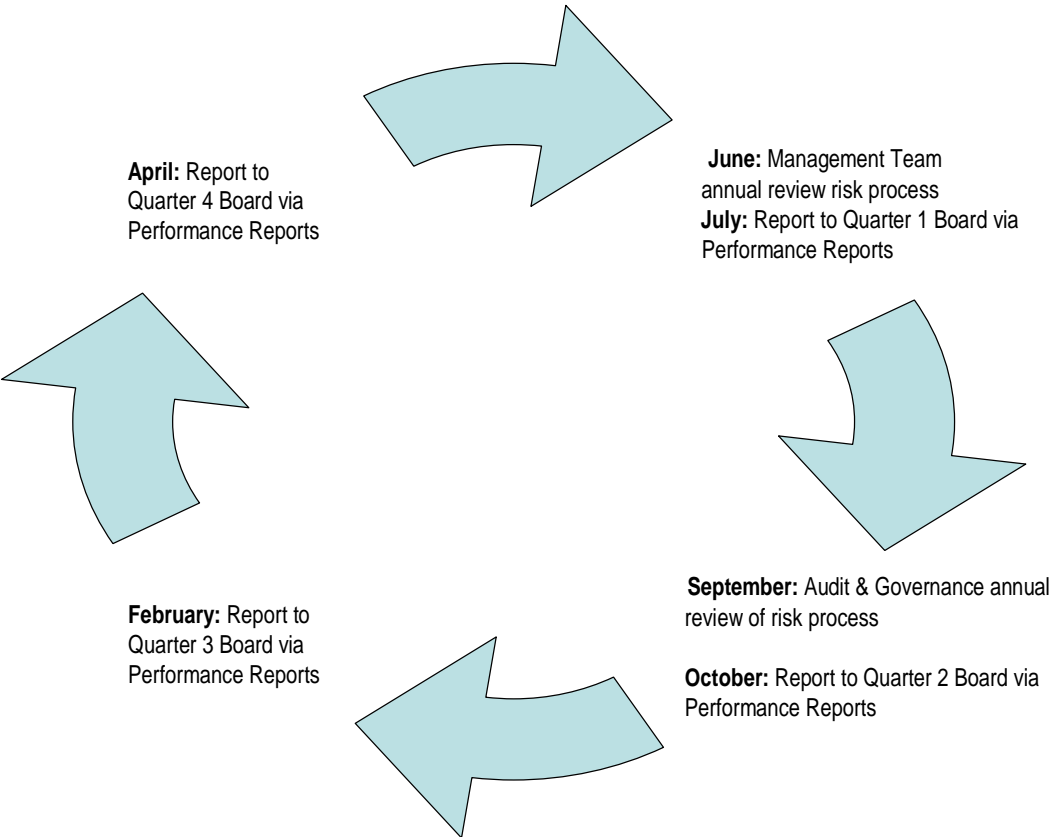 April: Report to
Quarter 4 Board via
Performance Reports
June: Management Team
annual review risk process
July: Report to Quarter 1 Board via
Performance Reports
September: Audit & Governance annual
review of risk process
October: Report to Quarter 2 Board via
Performance Reports
February: Report to
Quarter 3 Board via
Performance Reports